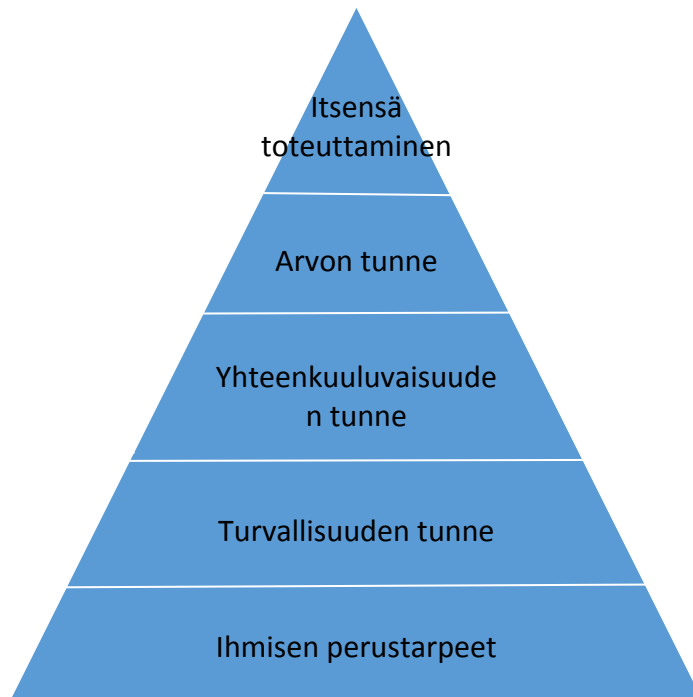 Itsensä
toteuttaminen
Arvon tunne
Yhteenkuuluvaisuude
n tunne
Turvallisuuden tunne
Ihmisen perustarpeet